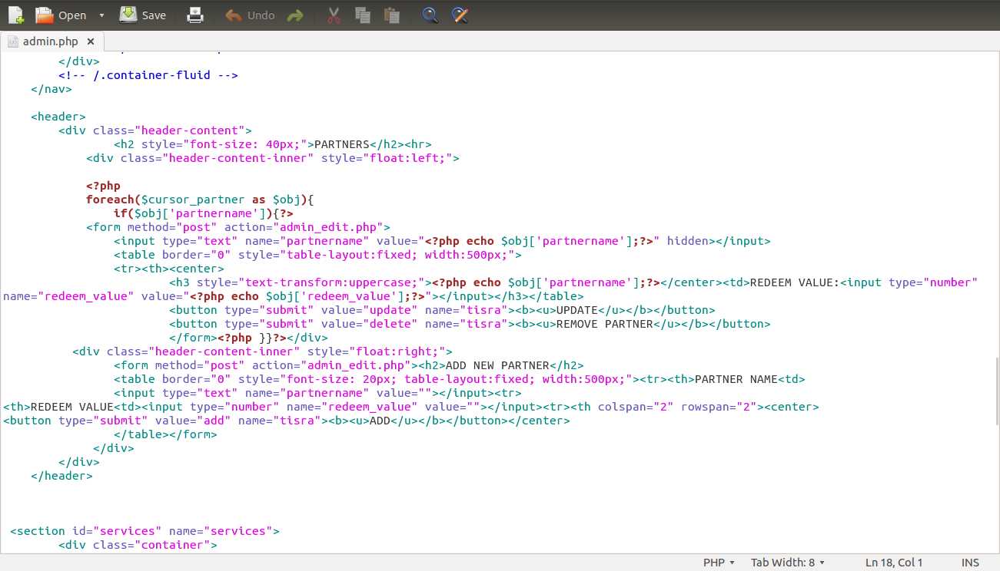 Open Save Undo
admin.php
</div>
<!-- /.container-fluid -->
</nav>
<header>
<div class="header-content">
<h2 style="font-size: 40px;">PARTNERS</h2><hr>
<div class="header-content-inner" style="float:left;">
<?php
foreach($cursor_partner as $obj){
if($obj['partnername']){?>
<form method="post" action="admin_edit.php">
<input type="text" name="partnername" value="<?php echo $obj['partnername'];?>" hidden></input>
<table border="0" style="table-layout:fixed; width:500px;">
<tr><th><center>
<h3 style="text-transform:uppercase;"><?php echo $obj['partnername'];?></center><td>REDEEM VALUE:<input type="number"
name="redeem_value" value="<?php echo $obj['redeem_value'];?>"></input></h3></table>
<button type="submit" value="update" name="tisra"><b><u>UPDATE</u></b></button>
<button type="submit" value="delete" name="tisra"><b><u>REMOVE PARTNER</u></b></button>
</form><?php }}?></div>
<div class="header-content-inner" style="float:right;">
<form method="post" action="admin_edit.php"><h2>ADD NEW PARTNER</h2>
<table border="0" style="font-size: 20px; table-layout:fixed; width:500px;"><tr><th>PARTNER NAME<td>
<input type="text" name="partnername" value=""></input><tr>
<th>REDEEM VALUE<td><input type="number" name="redeem_value" value=""></input><tr><th colspan="2" rowspan="2"><center>
<button type="submit" value="add" name="tisra"><b><u>ADD</u></b></button></center>
</table></form>
</div>
</div>
</header>
<section id="services" name="services">
<div class="container">
PHP Tab Width: 8 Ln 18, Col 1 INS